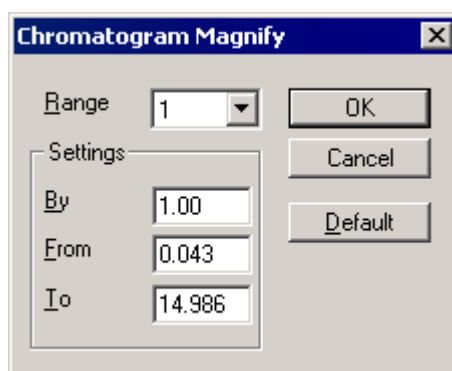 Chromatogram Magnify
Range 1 OK
Settings Cancel
By 1.00 Default
From 0.043
To 14.986